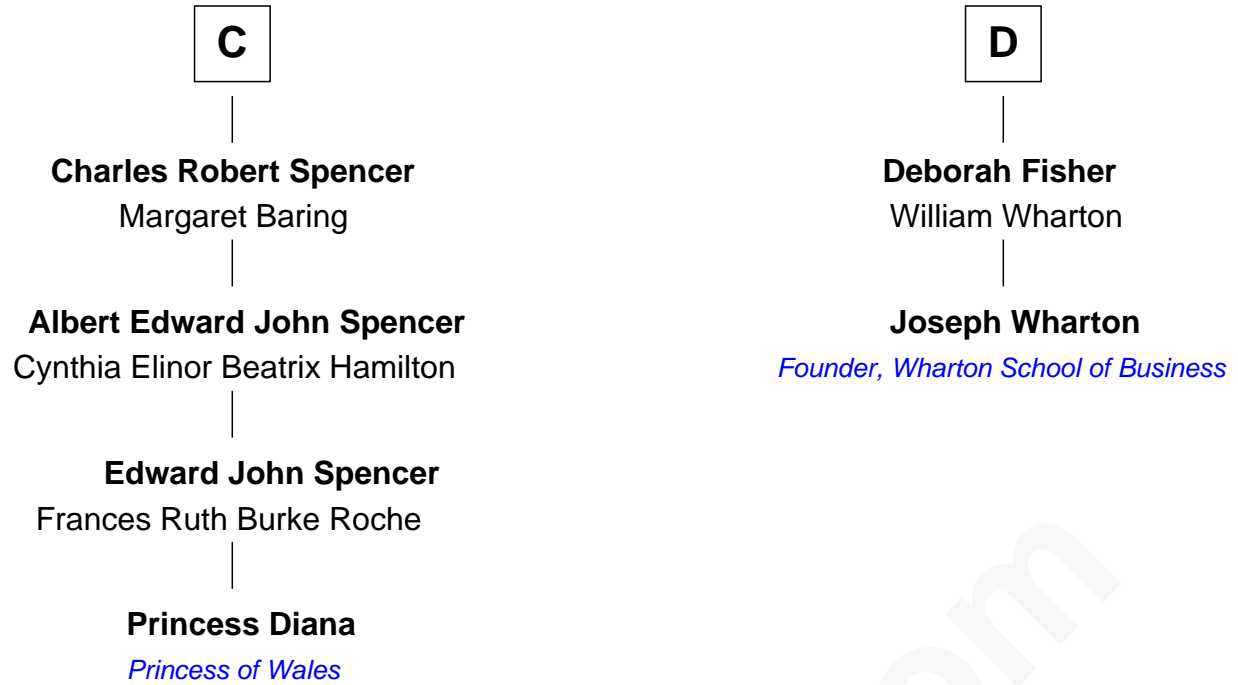 C
Charles Robert Spencer
Margaret Baring
Albert Edward John Spencer
Cynthia Elinor Beatrix Hamilton
Edward John Spencer
Frances Ruth Burke Roche
Princess Diana
Princess of Wales
D
Deborah Fisher
William Wharton
Joseph Wharton
Founder, Wharton School of Business
om